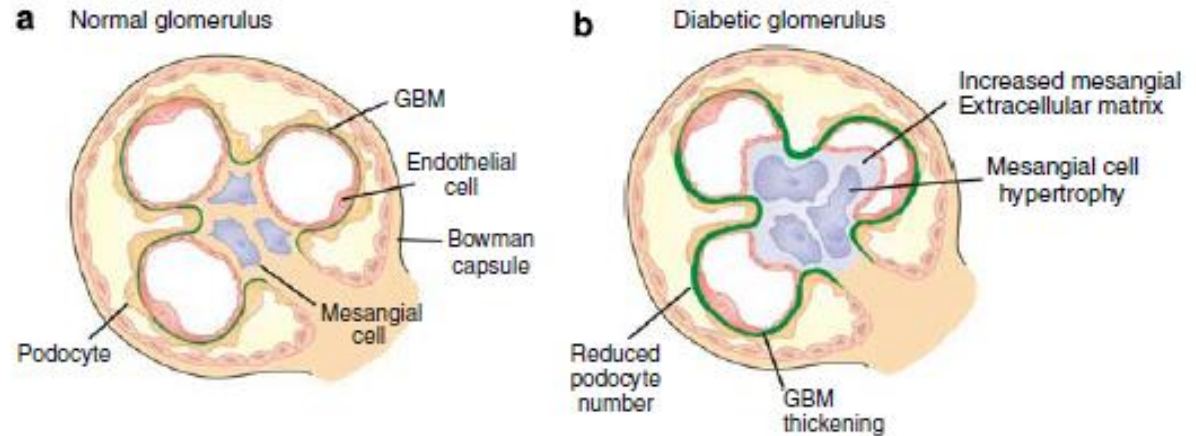 a Normal glomerulus
GBM
Endothelial
cell
Bowman
capsule
Mesangial
cell
Podocyte
b Diabetic glomerulus
Increased mesangial
Extracellular matrix
Mesangial cell
hypertrophy
Reduced
podocyte
number
GBM
thickening